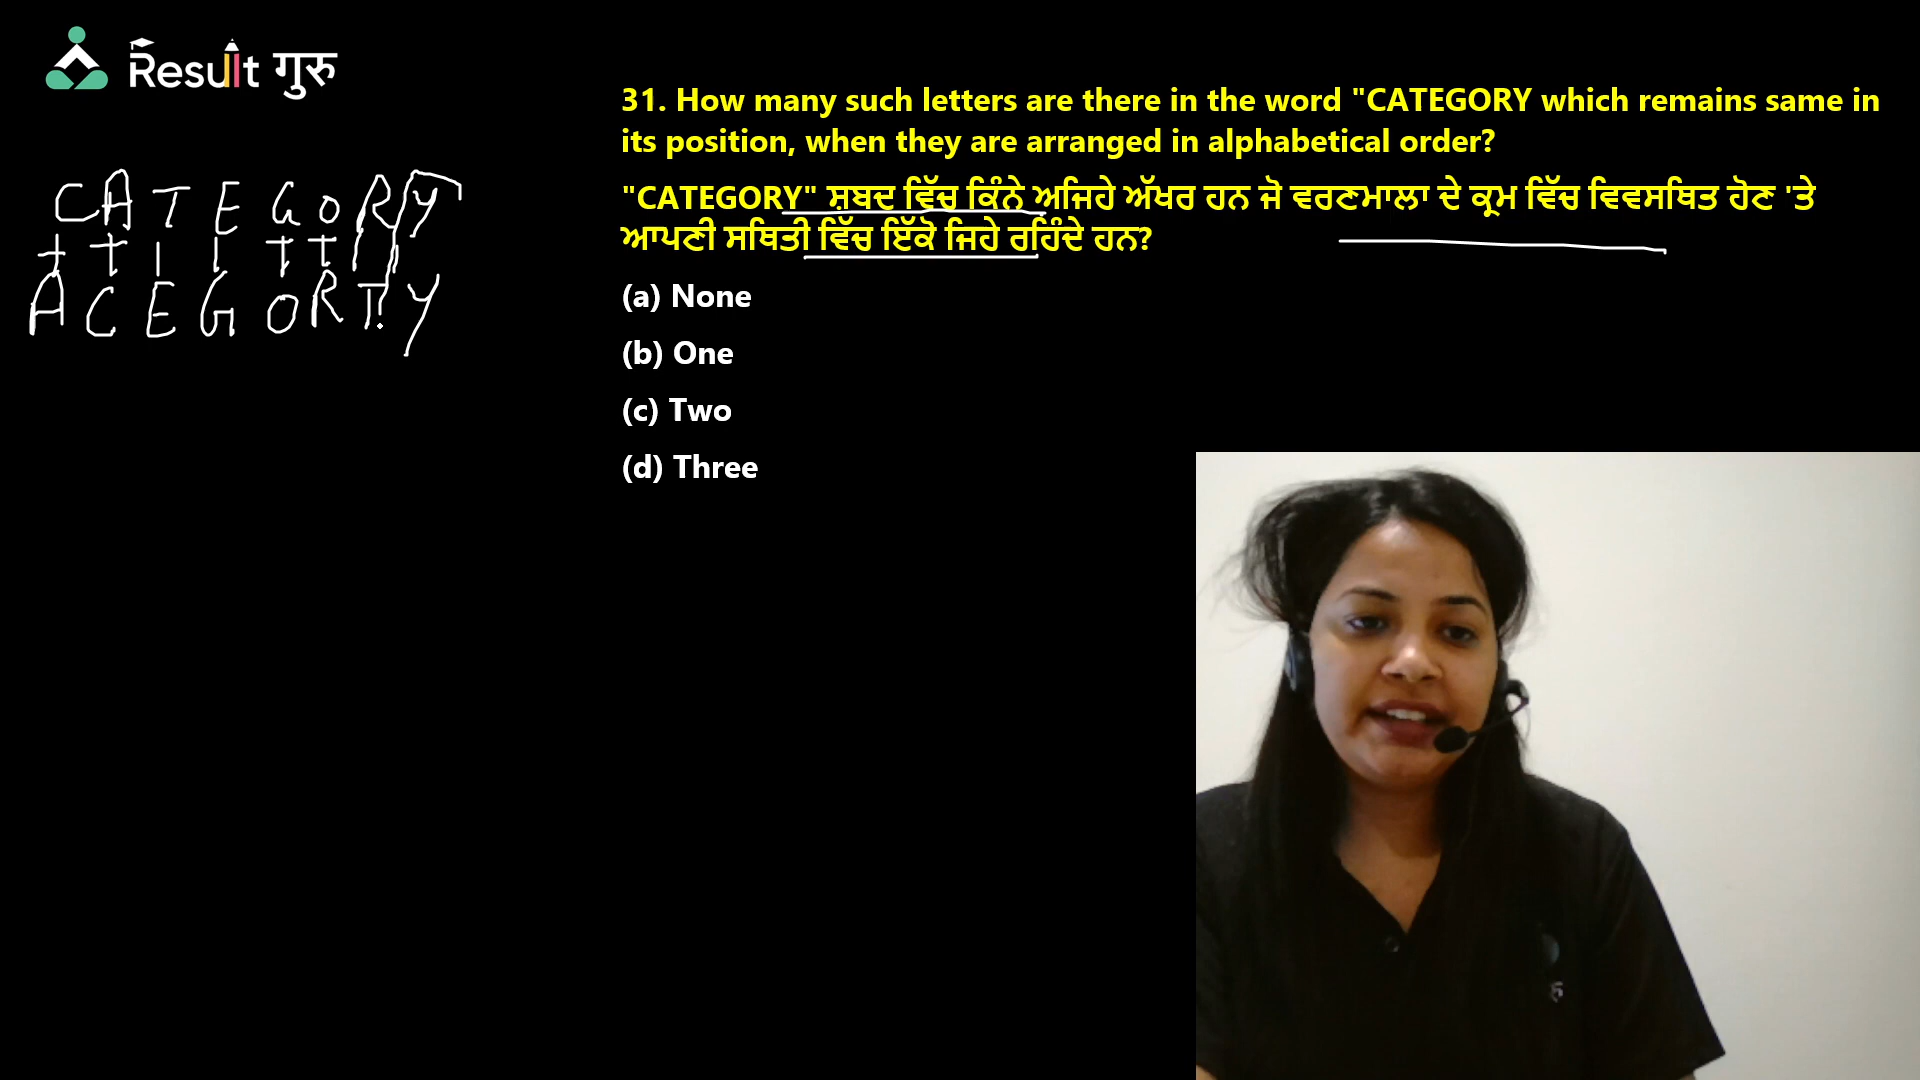 Result गुरु
31. How many such letters are there in the word "CATEGORY which remains same in
its position, when they are arranged in alphabetical order?
"CATEGORY" ਸ਼ਬਦ ਵਿੱਚ ਕਿੰਨੇ ਅਜਿਹੇ ਅੱਖਰ ਹਨ ਜੋ ਵਰਣਮਾਲਾ ਦੇ ਕ੍ਰਮ ਵਿੱਚ ਵਿਵਸਥਿਤ ਹੋਣ 'ਤੇ
ਆਪਣੀ ਸਥਿਤੀ ਵਿੱਚ ਇੱਕੋ ਜਿਹੇ ਰਹਿੰਦੇ ਹਨ?
(a) None
(b) One
(c) Two
(d) Three
CATEGORY
ACEGORTY